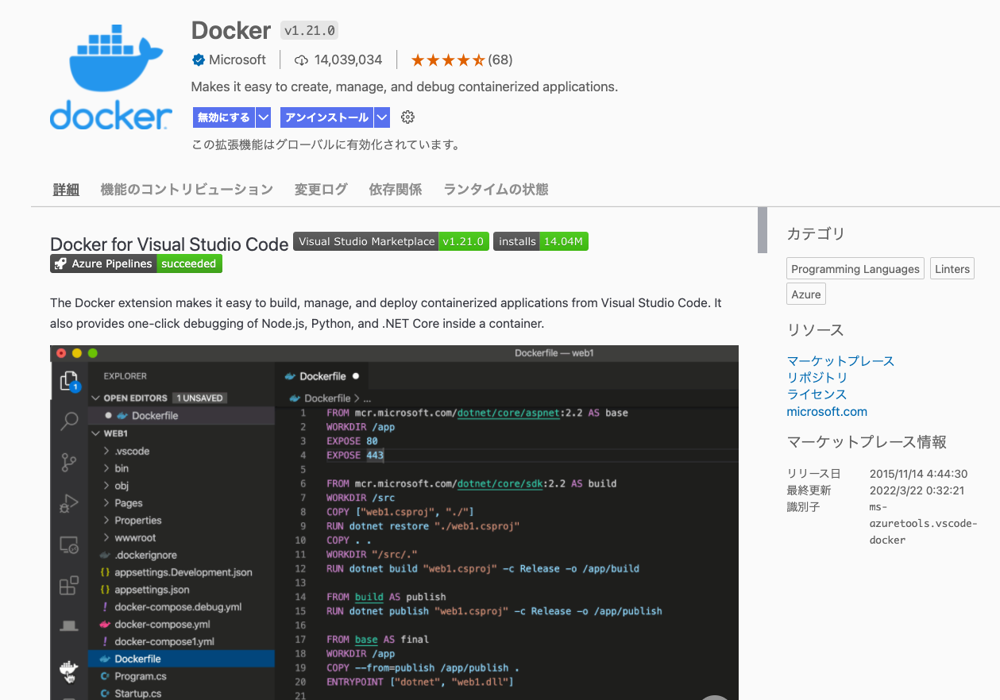 Docker v1.21.0
docker
Microsoft 14,039,034 (68)
Makes it easy to create, manage, and debug containerized applications.
無効にする アンインストール
この拡張機能はグローバルに有効化されています。
詳細 機能のコントリビューション 変更ログ 依存関係 ランタイムの状態
Docker for Visual Studio Code Visual Studio Marketplace v1.21.0 installs 14.04M
Azure Pipelines succeeded
The Docker extension makes it easy to build, manage, and deploy containerized applications from Visual Studio Code. It
also provides one-click debugging of Node.js, Python, and .NET Core inside a container.
Dockerfile — web1
1
EXPLORER
OPEN EDITORS 1 UNSAVED
Dockerfile
WEB1
.vscode
bin
obj
Pages
Properties
wwwroot
.dockerignore
{} appsettings.Development.json
{} appsettings.json
! docker-compose.debug.yml
docker-compose.yml
! docker-compose1.yml
Dockerfile
Program.cs
Startup.cs
Dockerfile
Dockerfile > ...
1 FROM mcr.microsoft.com/dotnet/core/aspnet:2.2 AS base
2 WORKDIR /app
3 EXPOSE 80
4 EXPOSE 443
5
6 FROM mcr.microsoft.com/dotnet/core/sdk:2.2 AS build
7 WORKDIR /src
8 COPY ["web1.csproj", "./"]
9 RUN dotnet restore "./web1.csproj"
10 COPY . .
11 WORKDIR "/src/."
12 RUN dotnet build "web1.csproj" -c Release -o /app/build
13
14 FROM build AS publish
15 RUN dotnet publish "web1.csproj" -c Release -o /app/publish
16
17 FROM base AS final
18 WORKDIR /app
19 COPY --from=publish /app/publish .
20 ENTRYPOINT ["dotnet", "web1.dll"]
21
カテゴリ
Programming Languages Linters
Azure
リソース
マーケットプレース
リポジトリ
ライセンス
microsoft.com
マーケットプレース情報
リリース日 2015/11/14 4:44:30
最終更新 2022/3/22 0:32:21
識別子 ms-
azuretools.vscode-
docker